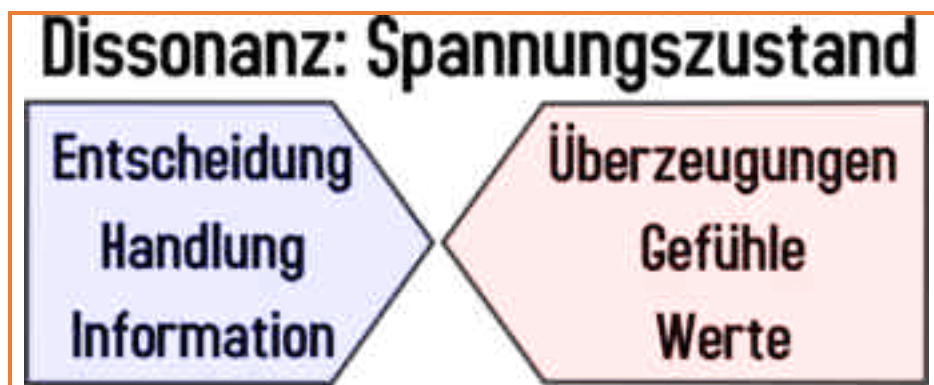 Dissonanz: Spannungszustand
Entscheidung
Handlung
Information
Überzeugungen
Gefühle
Werte